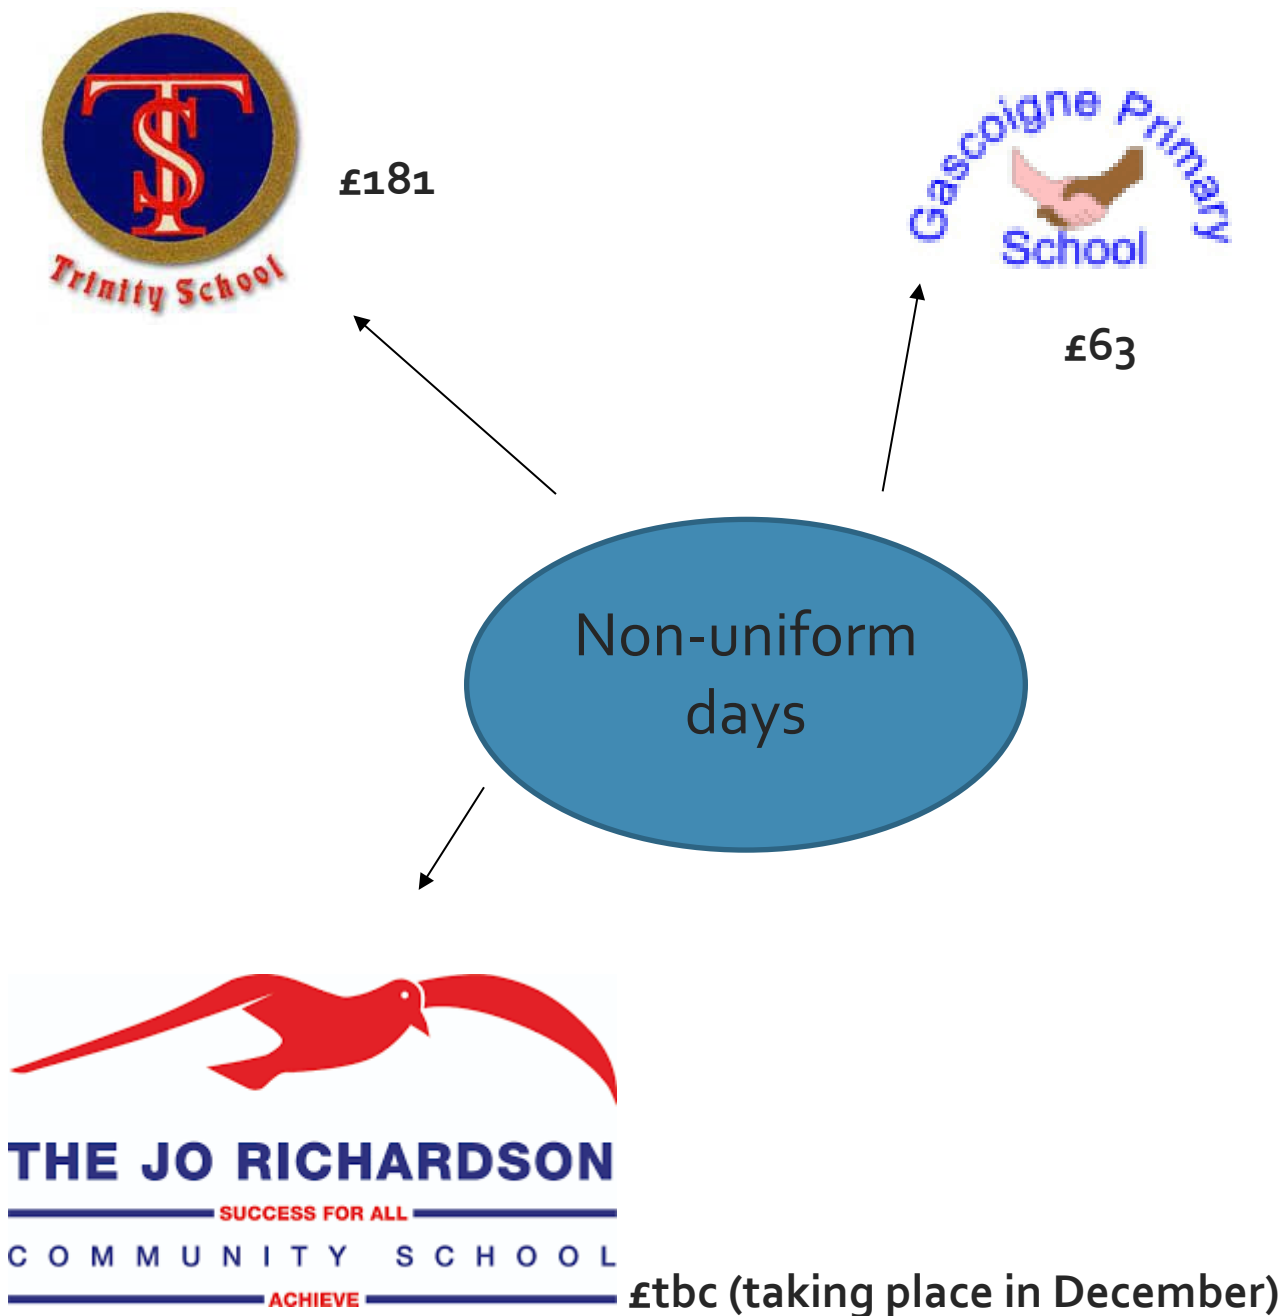 TS
Trinity School
£181
Gascoigne Primary
School
£63
Non-uniform
days
THE JO RICHARDSON
SUCCESS FOR ALL
COMMUNITY SCHOOL
ACHIEVE
£tbc (taking place in December)